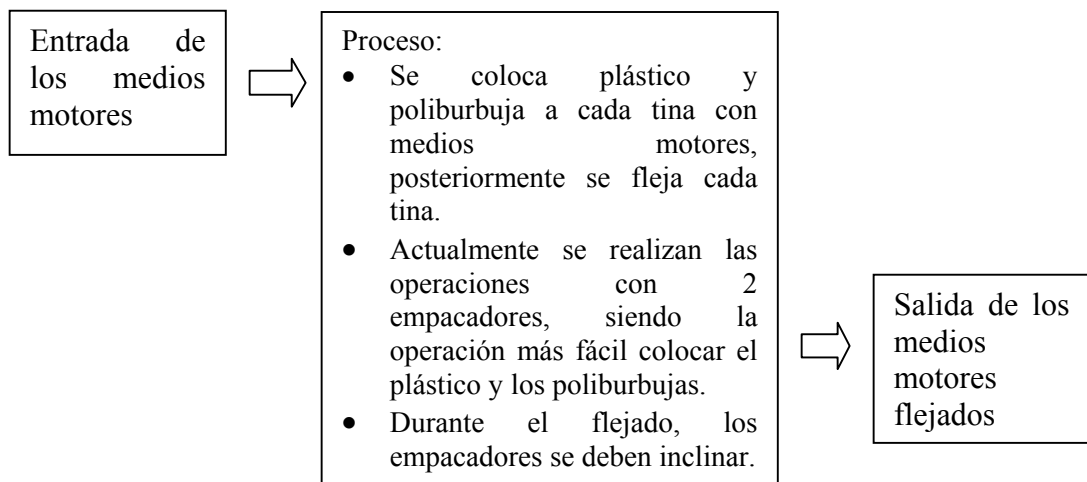 Entrada de
los medios
motores
Proceso:
• Se coloca plástico y
poliburbuja a cada tina con
medios motores,
posteriormente se fleja cada
tina.
• Actualmente se realizan las
operaciones con 2
empacadores, siendo la
operación más fácil colocar el
plástico y los poliburbujas.
• Durante el flejado, los
empacadores se deben inclinar.
Salida de los
medios
motores
flejados